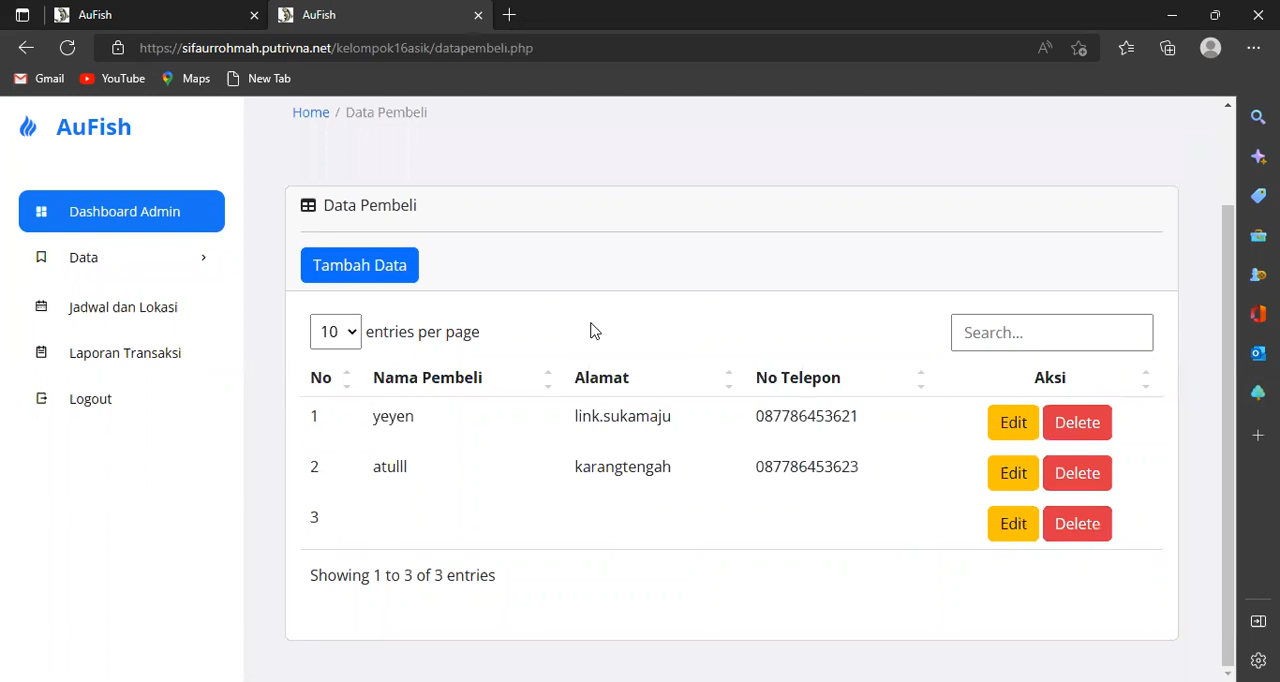 AuFish
AuFish
https://sifaurrohmah.putrivna.net/kelompok16asik/datapembeli.php
Gmail
YouTube
Maps
New Tab
AuFish
Dashboard Admin
Data
Jadwal dan Lokasi
Laporan Transaksi
Logout
Home / Data Pembeli
Data Pembeli
Tambah Data
10 entries per page
Search...
No Nama Pembeli Alamat No Telepon Aksi
1 yeyen link.sukamaju 087786453621 Edit Delete
2 atulll karangtengah 087786453623 Edit Delete
3 Edit Delete
Showing 1 to 3 of 3 entries